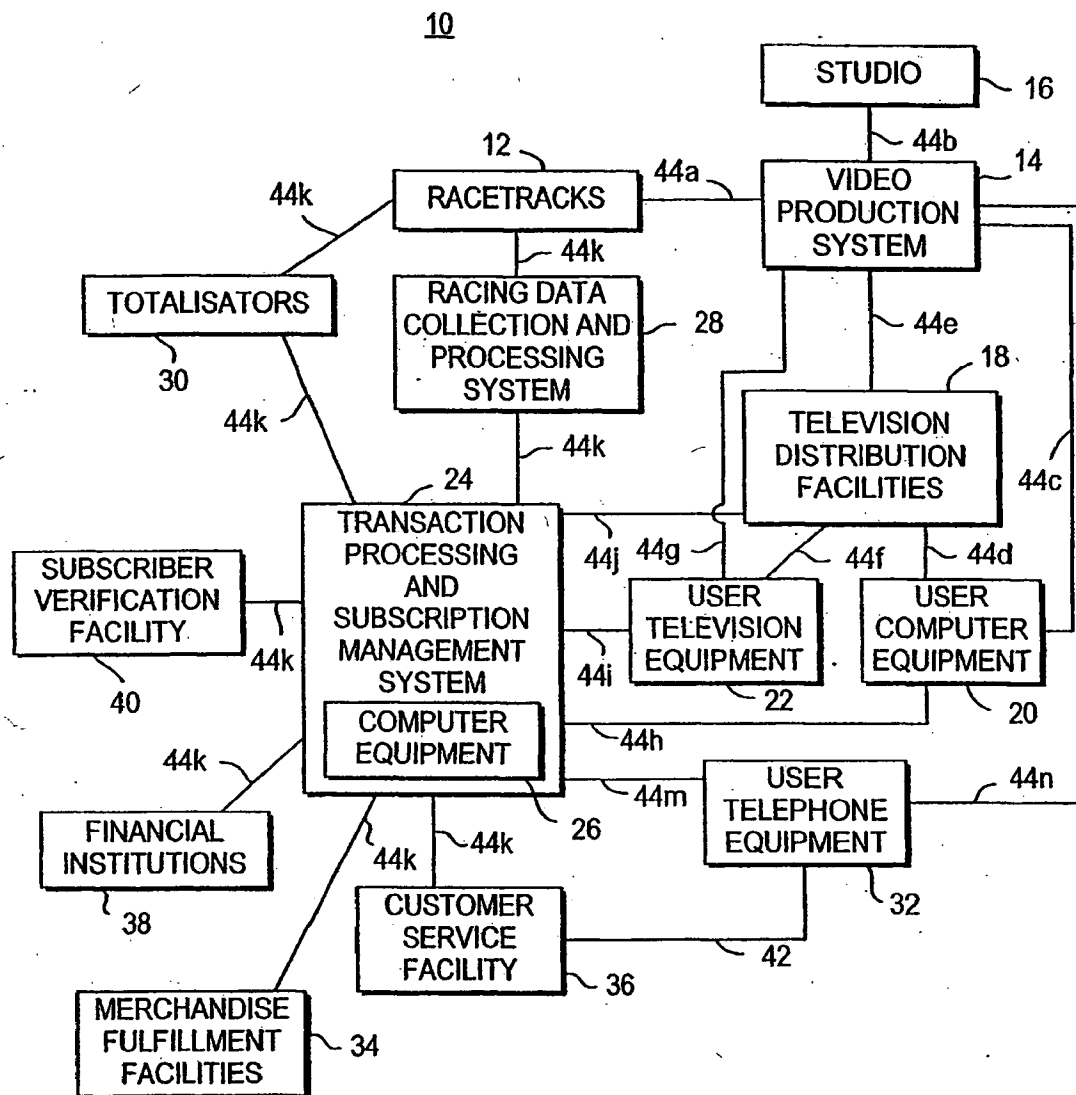 10
STUDIO
16
44b
12
44a
VIDEO
PRODUCTION
SYSTEM
14
44k
RACETRACKS
44k
TOTALISATORS
30
RACING DATA
COLLECTION AND
PROCESSING
SYSTEM
28
44e
18
44k
44k
TELEVISION
DISTRIBUTION
FACILITIES
44c
24
TRANSACTION
PROCESSING
AND
SUBSCRIPTION
MANAGEMENT
SYSTEM
44j
44g
44f
44d
SUBSCRIBER
VERIFICATION
FACILITY
40
44k
44i
USER
TELEVISION
EQUIPMENT
22
USER
COMPUTER
EQUIPMENT
20
COMPUTER
EQUIPMENT
26
44h
44k
44m
USER
TELEPHONE
EQUIPMENT
32
44n
FINANCIAL
INSTITUTIONS
38
44k
44k
CUSTOMER
SERVICE
FACILITY
36
42
MERCHANDISE
FULFILLMENT
FACILITIES
34